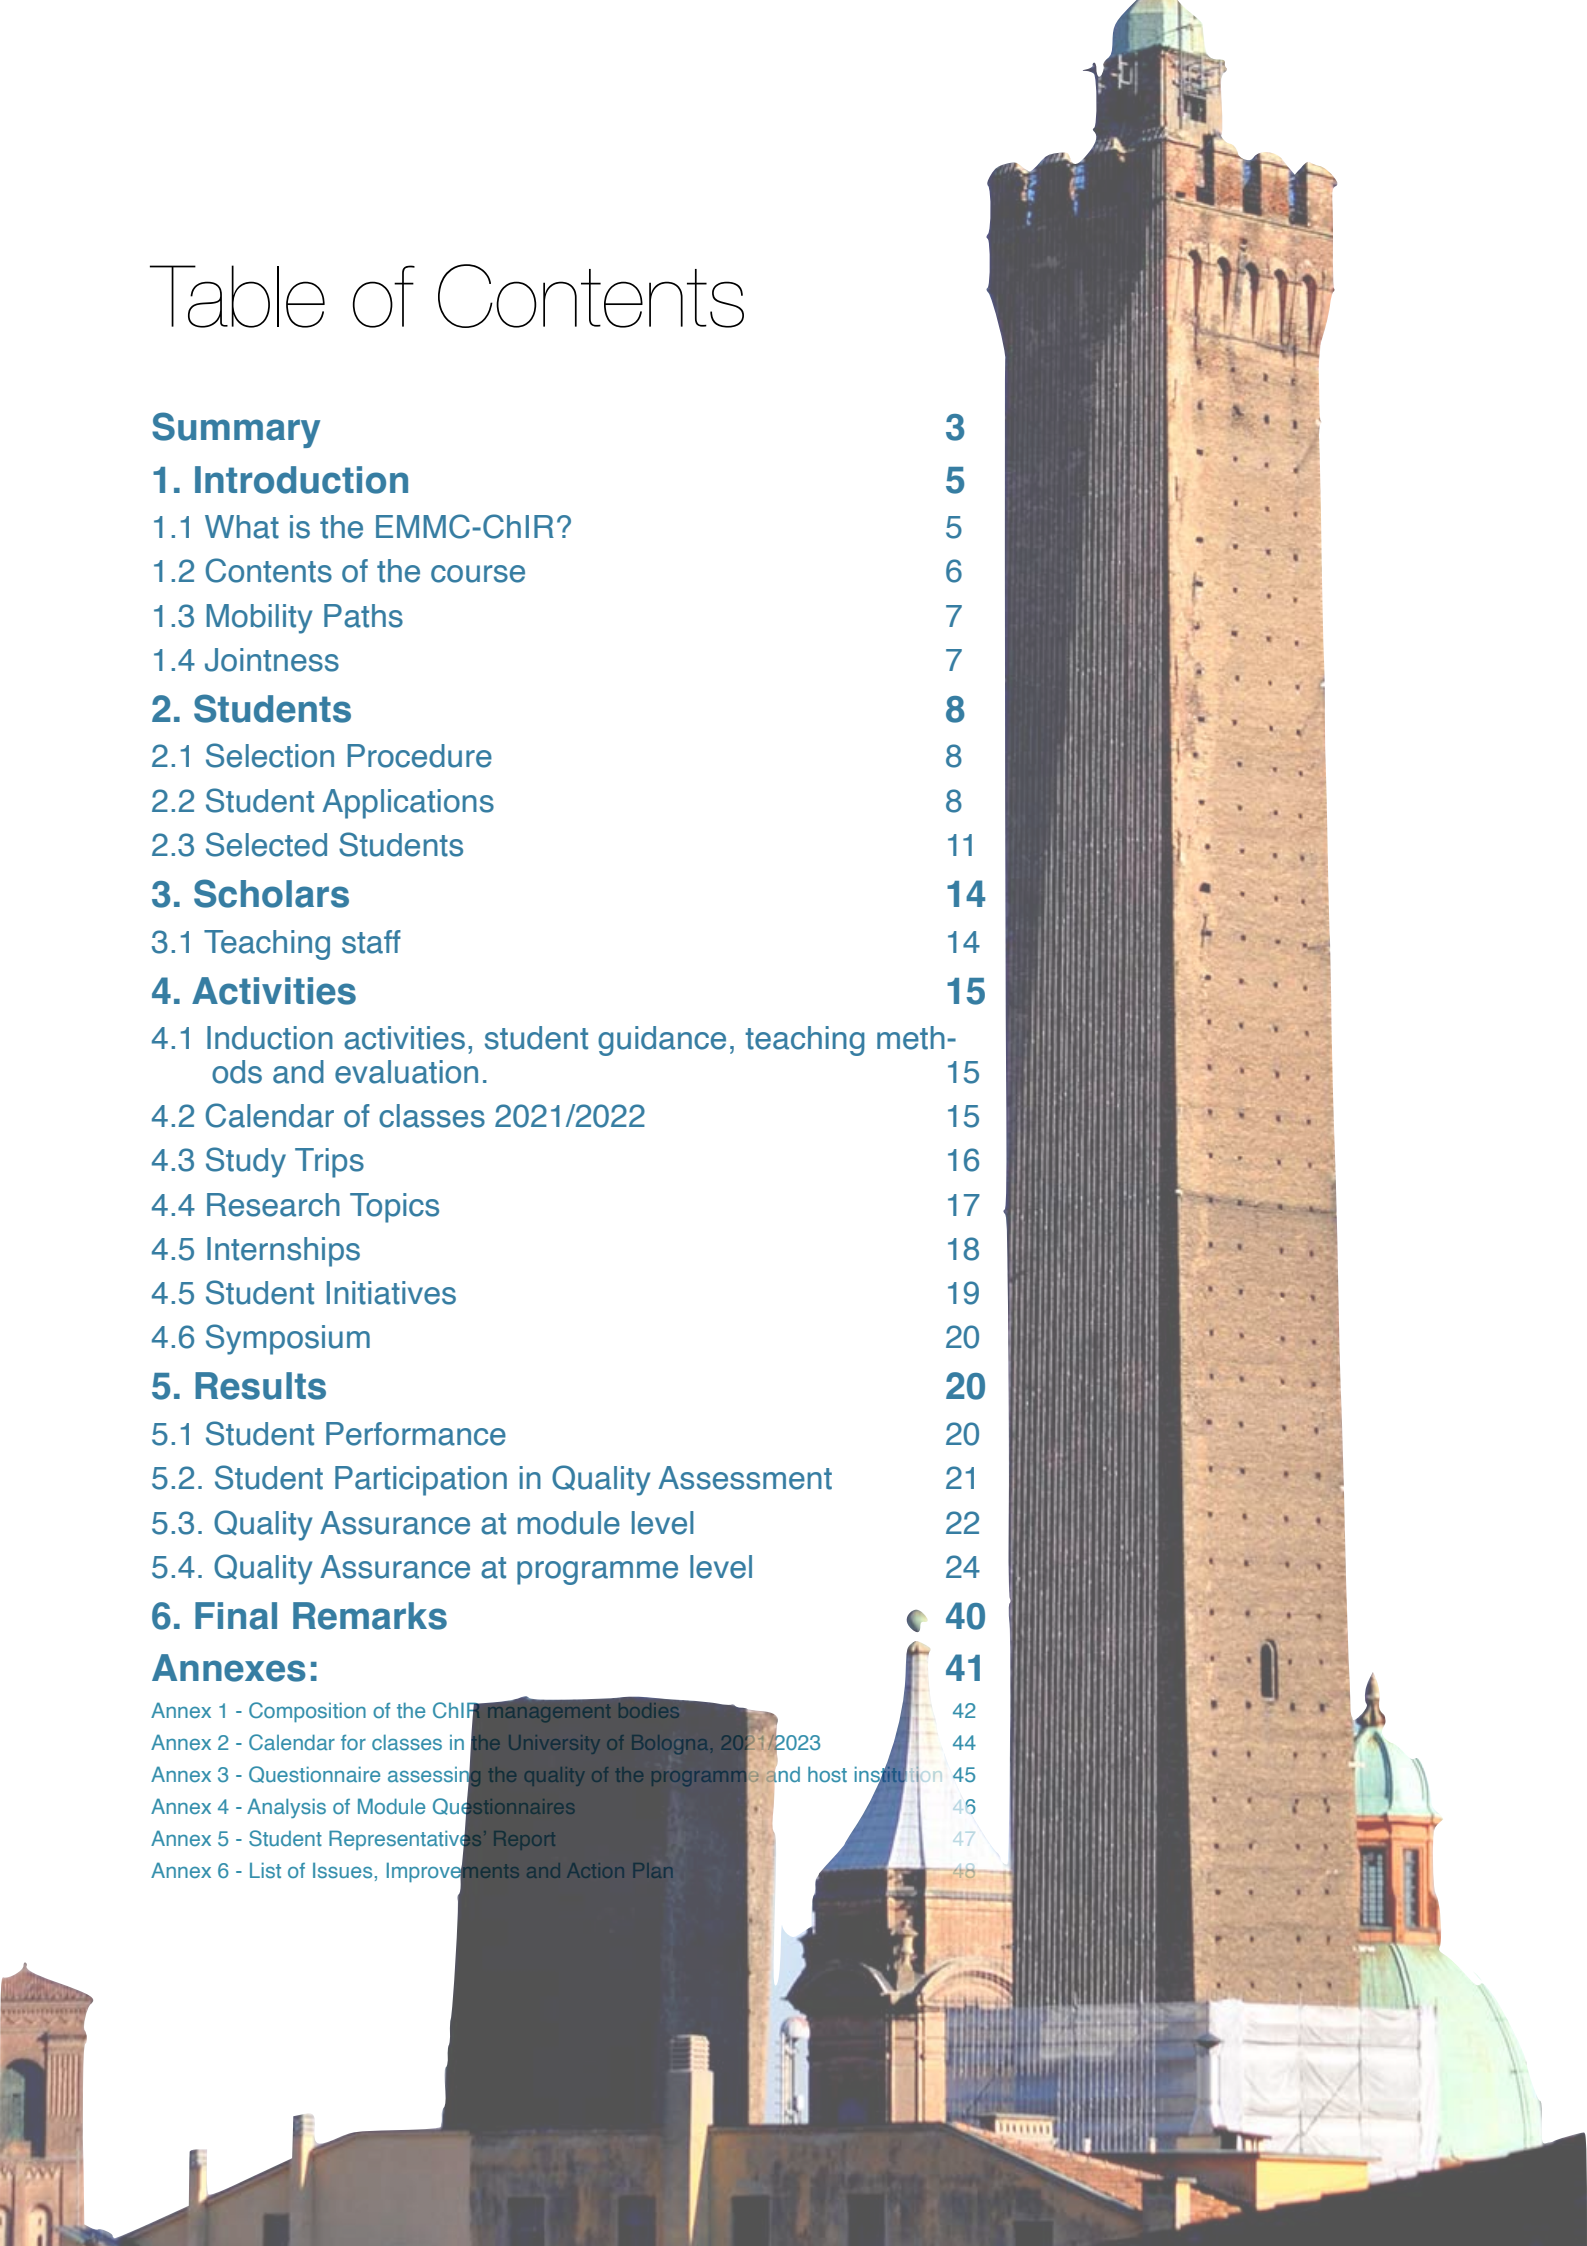 Table of Contents
Summary 3
1. Introduction 5
1.1 What is the EMMC-ChIR? 5
1.2 Contents of the course 6
1.3 Mobility Paths 7
1.4 Jointness 7
2. Students 8
2.1 Selection Procedure 8
2.2 Student Applications 8
2.3 Selected Students 11
3. Scholars 14
3.1 Teaching staff 14
4. Activities 15
4.1 Induction activities, student guidance, teaching meth-
ods and evaluation. 15
4.2 Calendar of classes 2021/2022 15
4.3 Study Trips 16
4.4 Research Topics 17
4.5 Internships 18
4.5 Student Initiatives 19
4.6 Symposium 20
5. Results 20
5.1 Student Performance 20
5.2. Student Participation in Quality Assessment 21
5.3. Quality Assurance at module level 22
5.4. Quality Assurance at programme level 24
6. Final Remarks 40
Annexes: 41
Annex 1 - Composition of the ChIR management bodies 42
Annex 2 - Calendar for classes in the University of Bologna, 2021/2023 44
Annex 3 - Questionnaire assessing the quality of the programme and host institution 45
Annex 4 - Analysis of Module Questionnaires 46
Annex 5 - Student Representatives’ Report 47
Annex 6 - List of Issues, Improvements and Action Plan 48